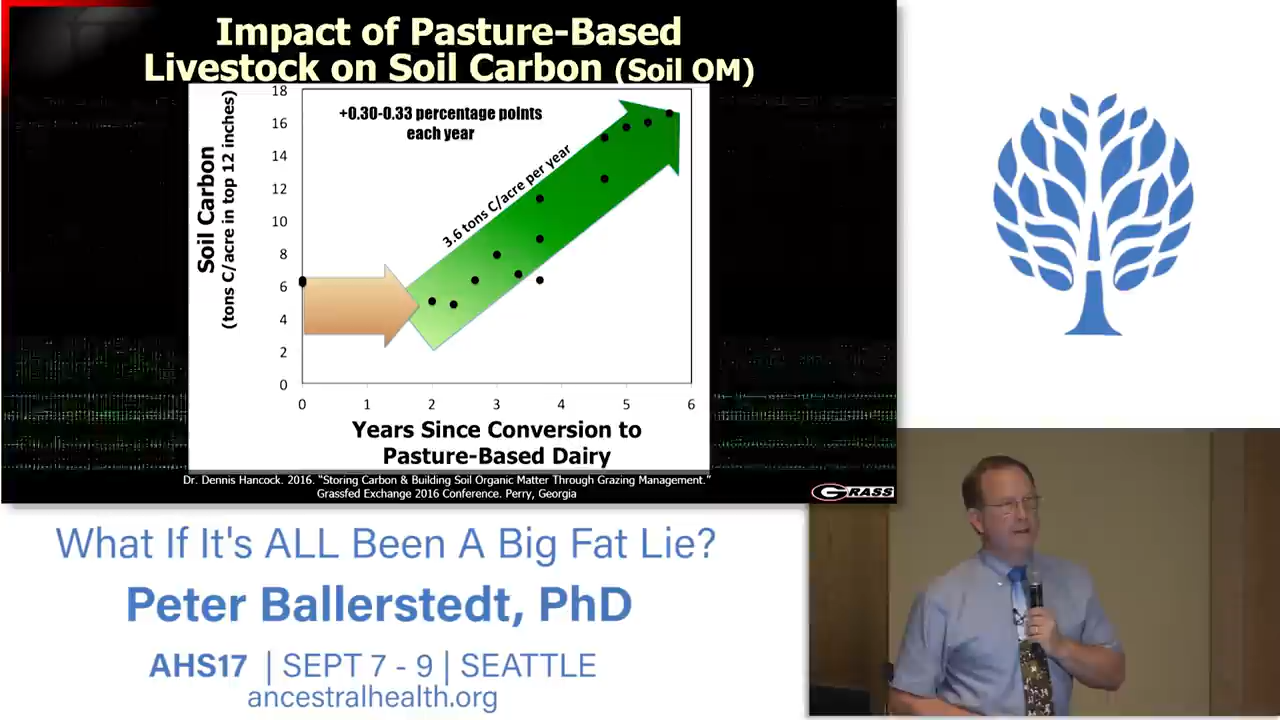 Impact of Pasture-Based
Livestock on Soil Carbon (Soil OM)
Soil Carbon
(tons C/acre in top 12 inches)
18
16
14
12
10
8
6
4
2
0
+0.30-0.33 percentage points
each year
3.6 tons C/acre per year
0 1 2 3 4 5 6
Years Since Conversion to
Pasture-Based Dairy
Dr. Dennis Hancock. 2016. "Storing Carbon & Building Soil Organic Matter Through Grazing Management."
Grassfed Exchange 2016 Conference. Perry, Georgia
GRASS
What If It's ALL Been A Big Fat Lie?
Peter Ballerstedt, PhD
AHS17 | SEPT 7 - 9 | SEATTLE
ancestralhealth.org